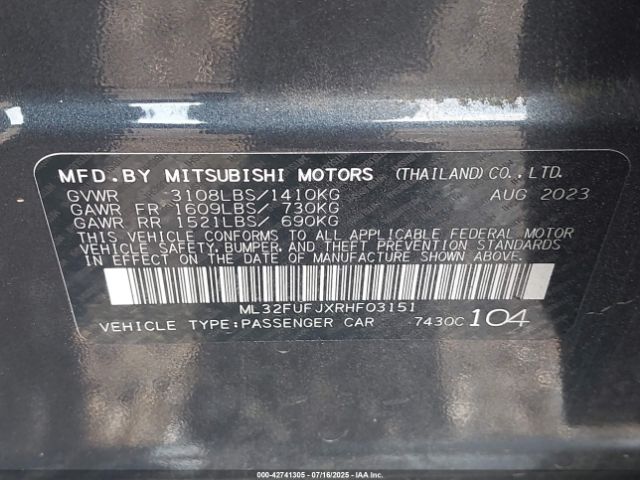 MFD.BY MITSUBISHI MOTORS (THAILAND)CO.,LTD.
GVWR 3108LBS/1410KG AUG 2023
GAWR FR 1609LBS/ 730KG
GAWR RR 1521LBS/ 690KG
THIS VEHICLE CONFORMS TO ALL APPLICABLE FEDERAL MOTOR
VEHICLE SAFETY, BUMPER, AND THEFT PREVENTION STANDARDS
IN EFFECT ON THE DATE OF MANUFACTURE SHOWN ABOVE.
ML32FUFJXRHF03151
VEHICLE TYPE:PASSENGER CAR 7430C 104
000-42741305 - 07/16/2025 - IAA Inc.